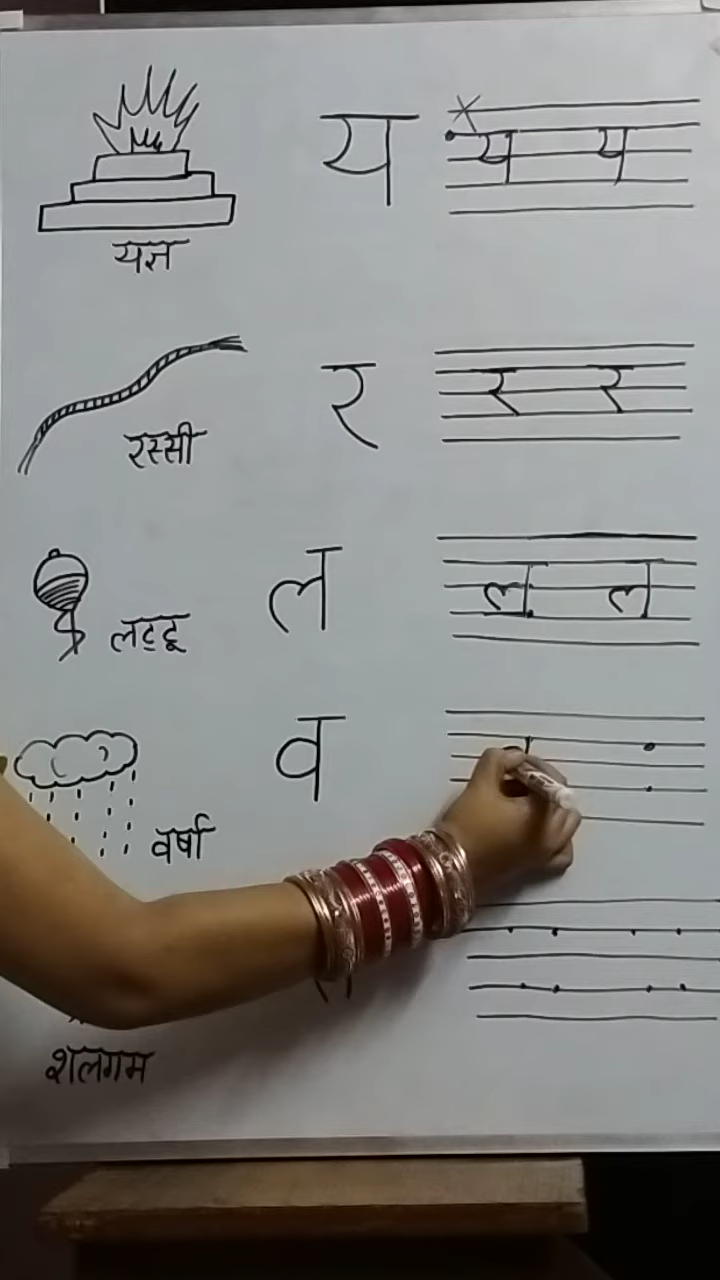 य य य
यज्ञ
र र र
रस्सी
ल ल ल
लट्टू
व
वर्षा
शलगम